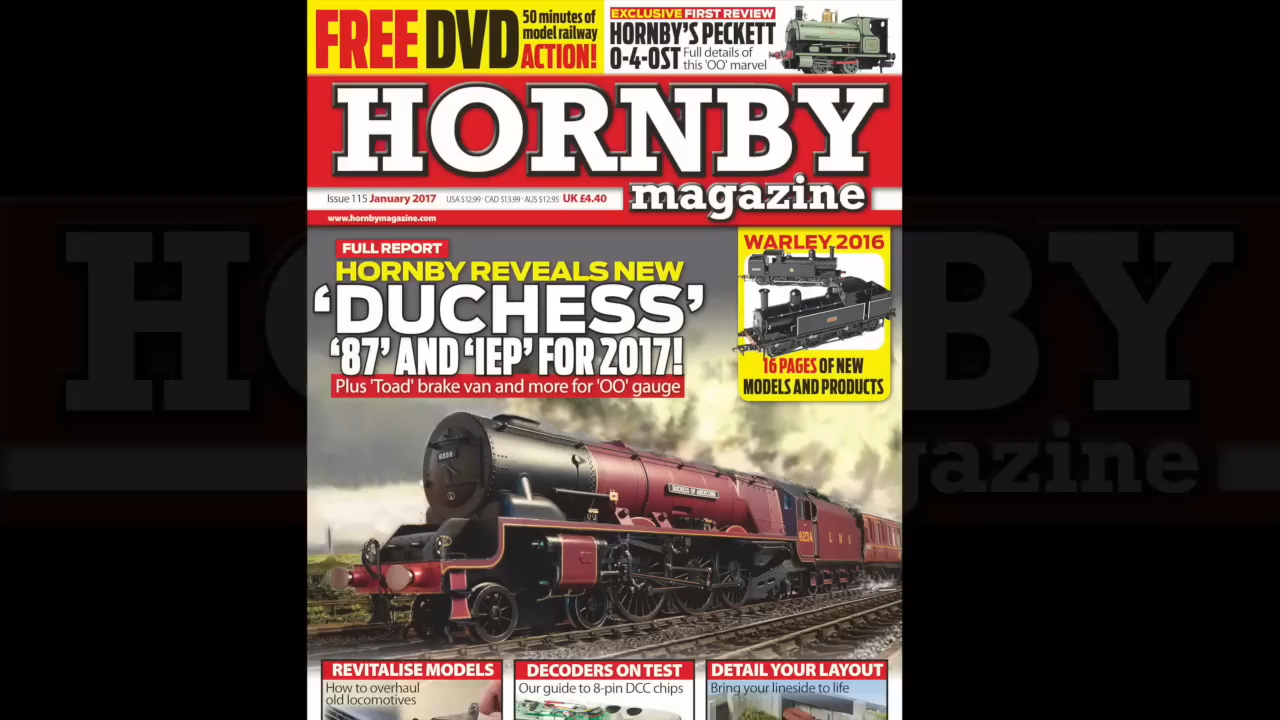 FREE DVD
50 minutes of
model railway
ACTION!
EXCLUSIVE FIRST REVIEW
HORNBY'S PECKETT
0-4-0ST Full details of
this 'OO' marvel
HORNBY
magazine
Issue 115 January 2017 USA $12.99 · CAD $13.99 · AUS $12.95 UK £4.40
www.hornbymagazine.com
FULL REPORT
HORNBY REVEALS NEW
'DUCHESS'
'87' AND 'IEP' FOR 2017!
Plus 'Toad' brake van and more for 'OO' gauge
WARLEY 2016
16 PAGES OF NEW
MODELS AND PRODUCTS
DUCHESS OF ABERCORN
6234
L M S
REVITALISE MODELS
How to overhaul
old locomotives
DECODERS ON TEST
Our guide to 8-pin DCC chips
DETAIL YOUR LAYOUT
Bring your lineside to life